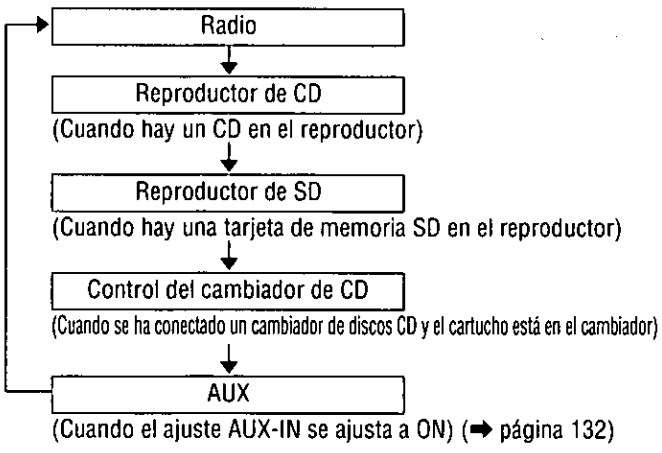 Radio
Reproductor de CD
(Cuando hay un CD en el reproductor)
Reproductor de SD
(Cuando hay una tarjeta de memoria SD en el reproductor)
Control del cambiador de CD
(Cuando se ha conectado un cambiador de discos CD y el cartucho está en el cambiador)
AUX
(Cuando el ajuste AUX-IN se ajusta a ON) (➡ página 132)